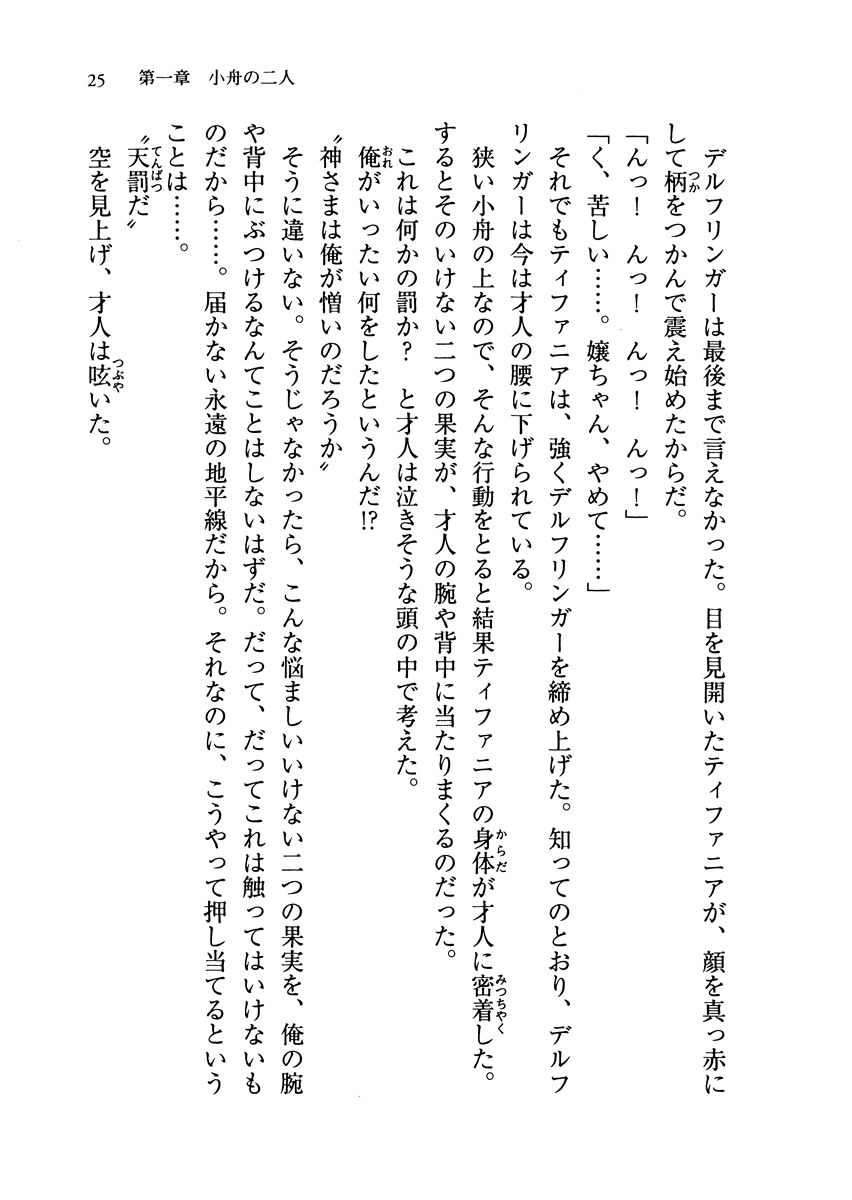 25　第一章　小舟の二人
デルフリンガーは最後まで言えなかった。目を見開いたティファニアが、顔を真っ赤に
して柄をつかんで震え始めたからだ。
「んっ！　んっ！　んっ！　んっ！」
「く、苦しい……。嬢ちゃん、やめて……」
それでもティファニアは、強くデルフリンガーを締め上げた。知ってのとおり、デルフ
リンガーは今は才人の腰に下げられている。
狭い小舟の上なので、そんな行動をとると結果ティファニアの身体が才人に密着した。
するとそのいけない二つの果実が、才人の腕や背中に当たりまくるのだった。
これは何かの罰か？　と才人は泣きそうな頭の中で考えた。
俺がいったい何をしたというんだ!?
〝神さまは俺が憎いのだろうか〟
そうに違いない。そうじゃなかったら、こんな悩ましいいけない二つの果実を、俺の腕
や背中にぶつけるなんてことはしないはずだ。だって、だってこれは触ってはいけないも
のだから……。届かない永遠の地平線だから。それなのに、こうやって押し当てるという
ことは……。
〝天罰だ〟
空を見上げ、才人は呟いた。